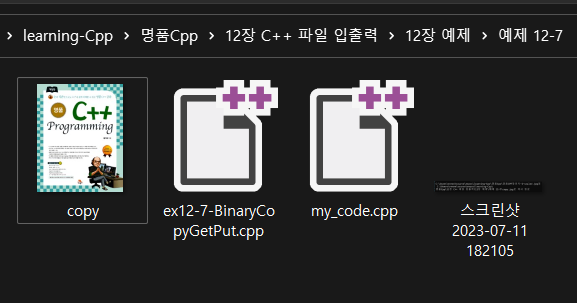 learning-Cpp > 명품Cpp > 12장 C++ 파일 입출력 > 12장 예제 > 예제 12-7
명품
C++
Programming
copy
ex12-7-BinaryCo
pyGetPut.cpp
my_code.cpp
스크린샷
2023-07-11
182105